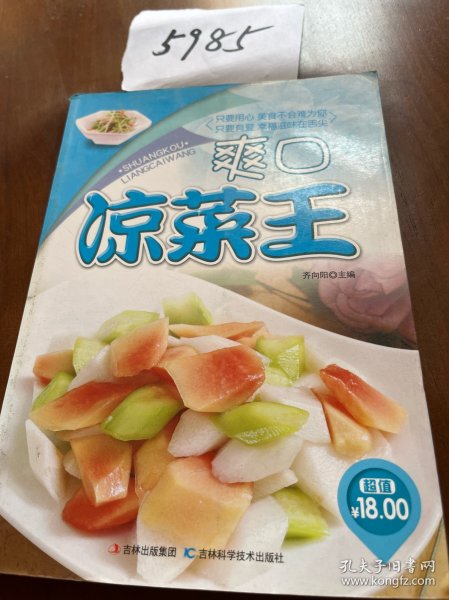 5985
只要用心 美食不会难为您
只要有爱 幸福滋味在舌尖
•SHUANGKOU•
LIANGCAIWANG
爽口
凉菜王
齐向阳◎主编
超值
¥18.00
吉林出版集团 吉林科学技术出版社
孔夫子旧书网
www.kongfz.com